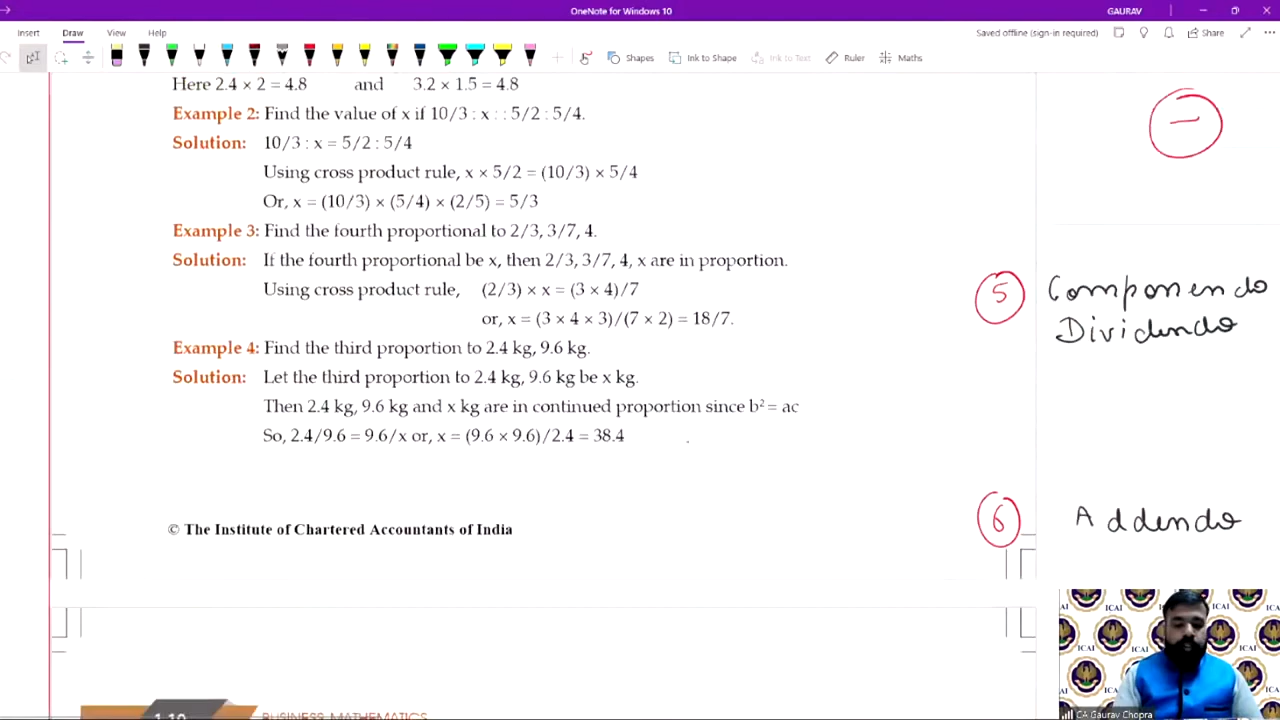 OneNote for Windows 10
GAURAV
Insert
Draw
View
Help
Saved offline (sign-in required)
Share
Shapes
Ink to Shape
Ink to Text
Ruler
Maths
Here 2.4 × 2 = 4.8 and 3.2 × 1.5 = 4.8
Example 2: Find the value of x if 10/3 : x : : 5/2 : 5/4.
Solution: 10/3 : x = 5/2 : 5/4
Using cross product rule, x × 5/2 = (10/3) × 5/4
Or, x = (10/3) × (5/4) × (2/5) = 5/3
Example 3: Find the fourth proportional to 2/3, 3/7, 4.
Solution: If the fourth proportional be x, then 2/3, 3/7, 4, x are in proportion.
Using cross product rule, (2/3) × x = (3 × 4)/7
or, x = (3 × 4 × 3)/(7 × 2) = 18/7.
Example 4: Find the third proportion to 2.4 kg, 9.6 kg.
Solution: Let the third proportion to 2.4 kg, 9.6 kg be x kg.
Then 2.4 kg, 9.6 kg and x kg are in continued proportion since b² = ac
So, 2.4/9.6 = 9.6/x or, x = (9.6 × 9.6)/2.4 = 38.4
© The Institute of Chartered Accountants of India
1.19
BUSINESS MATHEMATICS
5 Componendo
Dividendo
6 Addendo
ICAI
ICAI
ICAI
ICAI
ICAI
CA Gaurav Chopra